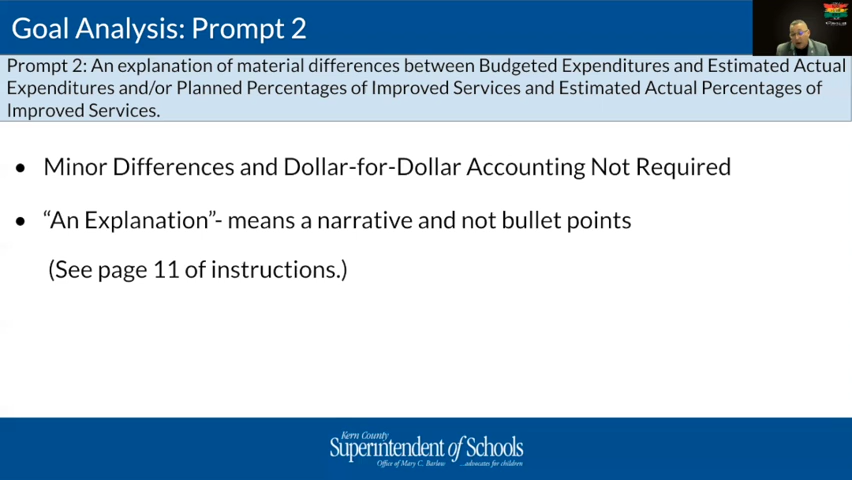 Goal Analysis: Prompt 2
Prompt 2: An explanation of material differences between Budgeted Expenditures and Estimated Actual
Expenditures and/or Planned Percentages of Improved Services and Estimated Actual Percentages of
Improved Services.
• Minor Differences and Dollar-for-Dollar Accounting Not Required
• “An Explanation”- means a narrative and not bullet points
(See page 11 of instructions.)
Kern County
Superintendent of Schools
Office of Mary C. Barlow ...advocates for children